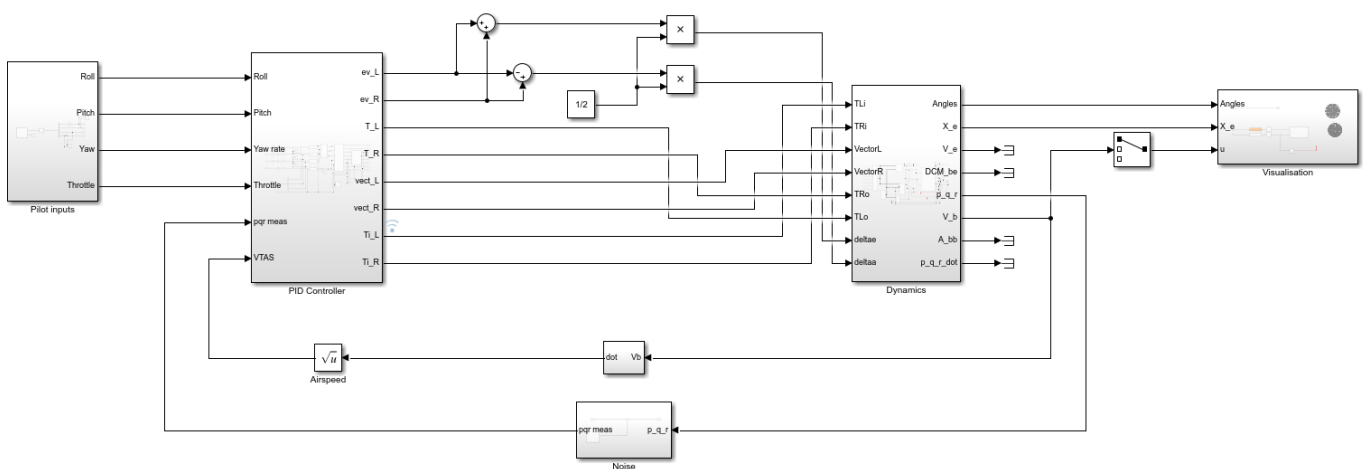 Roll
Pitch
Yaw
Throttle
Pilot inputs
Roll
Pitch
Yaw rate
Throttle
pqr meas
VTAS
ev_L
ev_R
T_L
T_R
vect_L
vect_R
Ti_L
Ti_R
PID Controller
+
+
−
+
×
×
1/2
TLi
TRi
VectorL
VectorR
TRo
TLo
deltae
deltaa
Angles
X_e
V_e
DCM_be
p_q_r
V_b
A_bb
p_q_r_dot
Dynamics
Angles
X_e
u
Visualisation
√u
Airspeed
dot
Vb
pqr meas
p_q_r
Noise